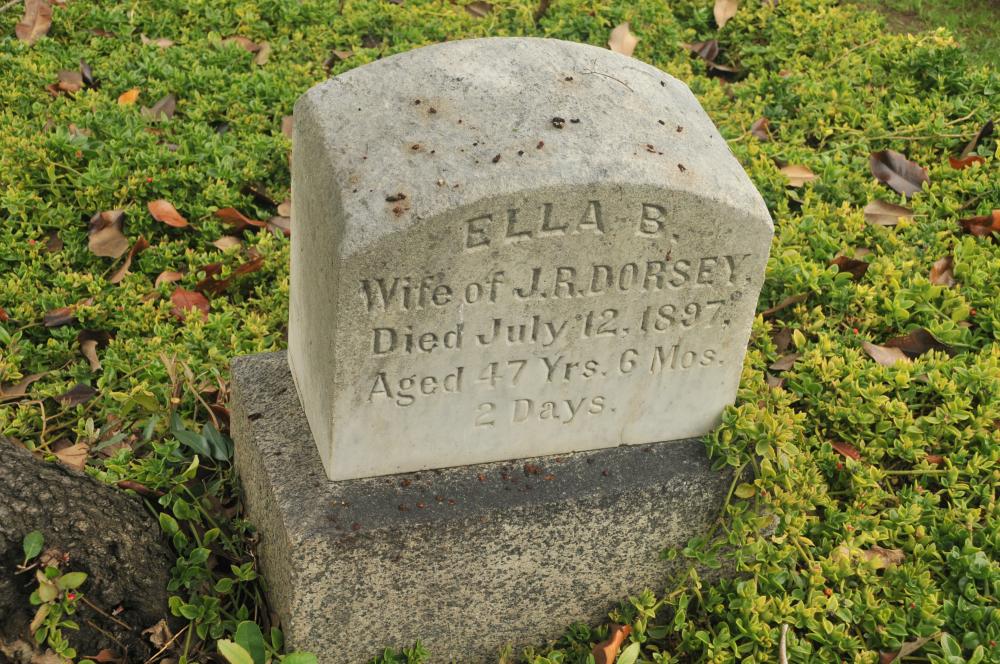 ELLA B.
Wife of J.R.DORSEY.
Died July 12, 1897,
Aged 47 Yrs. 6 Mos.
2 Days.